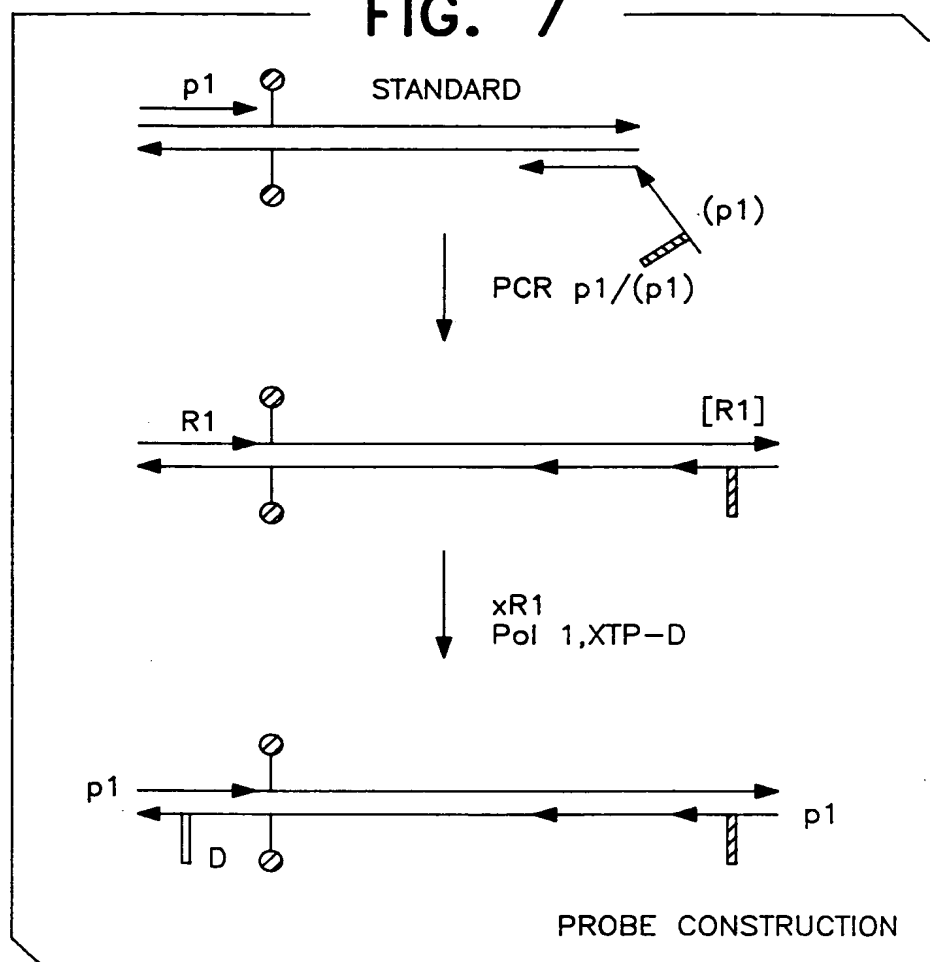 FIG. 7
p1
STANDARD
(p1)
PCR p1/(p1)
R1
[R1]
xR1
Pol 1,XTP-D
p1
p1
D
PROBE CONSTRUCTION